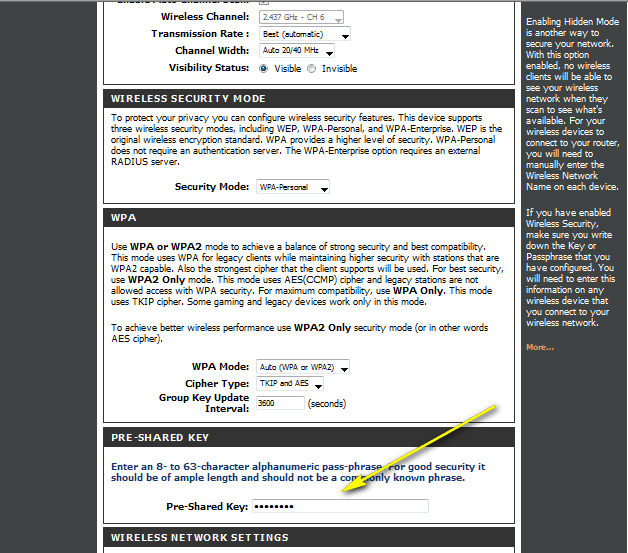 Wireless Channel: 2.437 GHz - CH 6
Transmission Rate : Best (automatic)
Channel Width: Auto 20/40 MHz
Visibility Status: Visible Invisible
WIRELESS SECURITY MODE
To protect your privacy you can configure wireless security features. This device supports
three wireless security modes, including WEP, WPA-Personal, and WPA-Enterprise. WEP is the
original wireless encryption standard. WPA provides a higher level of security. WPA-Personal
does not require an authentication server. The WPA-Enterprise option requires an external
RADIUS server.
Security Mode: WPA-Personal
WPA
Use WPA or WPA2 mode to achieve a balance of strong security and best compatibility.
This mode uses WPA for legacy clients while maintaining higher security with stations that are
WPA2 capable. Also the strongest cipher that the client supports will be used. For best security,
use WPA2 Only mode. This mode uses AES(CCMP) cipher and legacy stations are not
allowed access with WPA security. For maximum compatibility, use WPA Only. This mode
uses TKIP cipher. Some gaming and legacy devices work only in this mode.
To achieve better wireless performance use WPA2 Only security mode (or in other words
AES cipher).
WPA Mode: Auto (WPA or WPA2)
Cipher Type: TKIP and AES
Group Key Update
Interval: 3600 (seconds)
PRE-SHARED KEY
Enter an 8- to 63-character alphanumeric pass-phrase. For good security it
should be of ample length and should not be a commonly known phrase.
Pre-Shared Key: ••••••••
WIRELESS NETWORK SETTINGS
Enabling Hidden Mode
is another way to
secure your network.
With this option
enabled, no wireless
clients will be able to
see your wireless
network when they
scan to see what's
available. For your
wireless devices to
connect to your router,
you will need to
manually enter the
Wireless Network
Name on each device.
If you have enabled
Wireless Security,
make sure you write
down the Key or
Passphrase that you
have configured. You
will need to enter this
information on any
wireless device that
you connect to your
wireless network.
More...